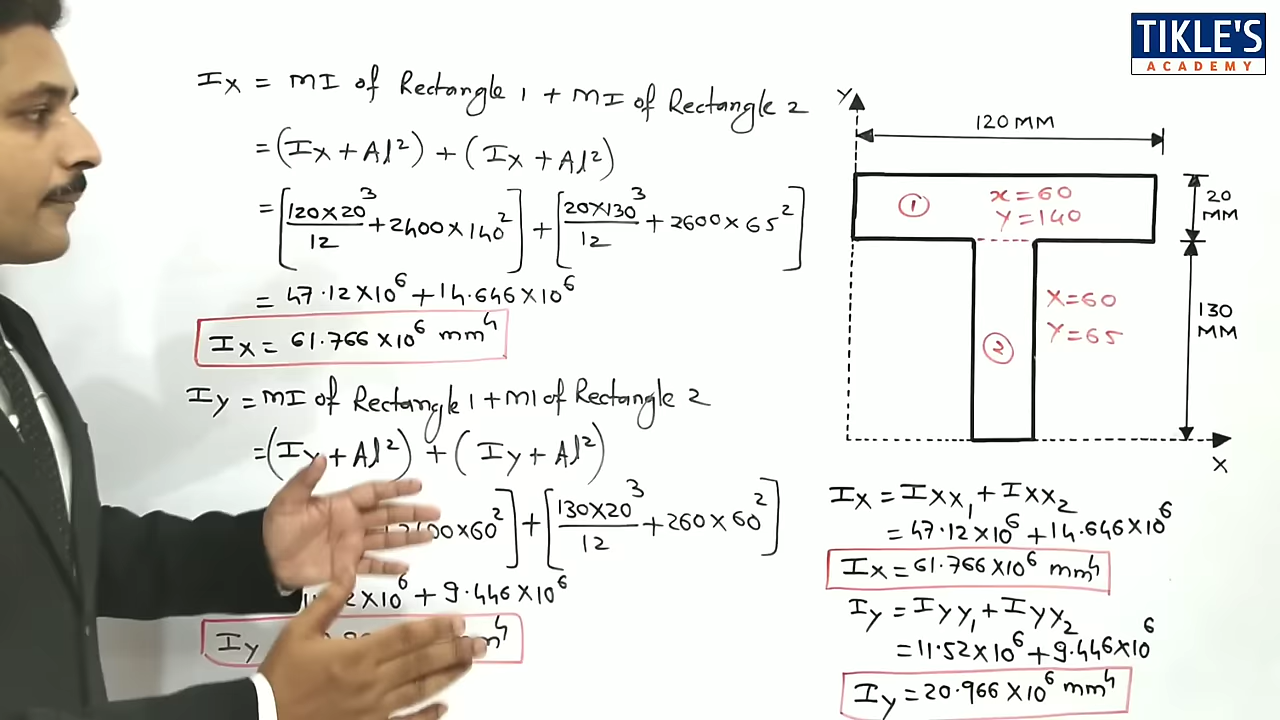 TIKLE'S
ACADEMY
Ix = MI of Rectangle 1 + MI of Rectangle 2
= (Ix + Al²) + (Ix + Al²)
= [120×20³/12 + 2400×140²] + [20×130³/12 + 2600×65²]
= 47.12×10⁶ + 14.646×10⁶
Ix = 61.766×10⁶ mm⁴
Iy = MI of Rectangle 1 + MI of Rectangle 2
= (Iy + Al²) + (Iy + Al²)
00×60²] + [130×20³/12 + 260×60²]
×10⁶ + 9.446×10⁶
Iy
m⁴
Y
120 MM
1
x=60
Y=140
20
MM
X=60
Y=65
2
130
MM
X
Ix = Ixx₁ + Ixx₂
= 47.12×10⁶ + 14.646×10⁶
Ix = 61.766×10⁶ mm⁴
Iy = Iyy₁ + Iyx₂
= 11.52×10⁶ + 9.446×10⁶
Iy = 20.966×10⁶ mm⁴